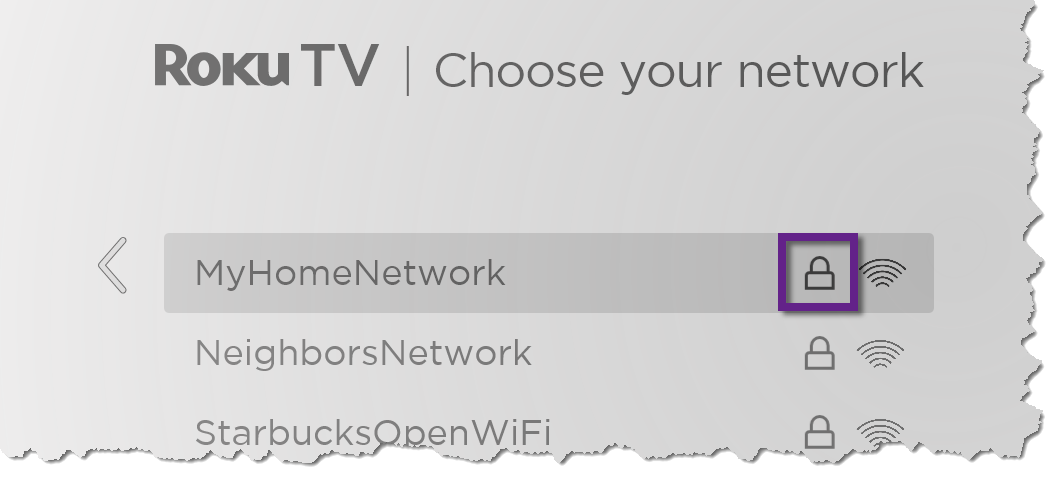 Roku TV | Choose your network
MyHomeNetwork
NeighborsNetwork
StarbucksOpenWiFi